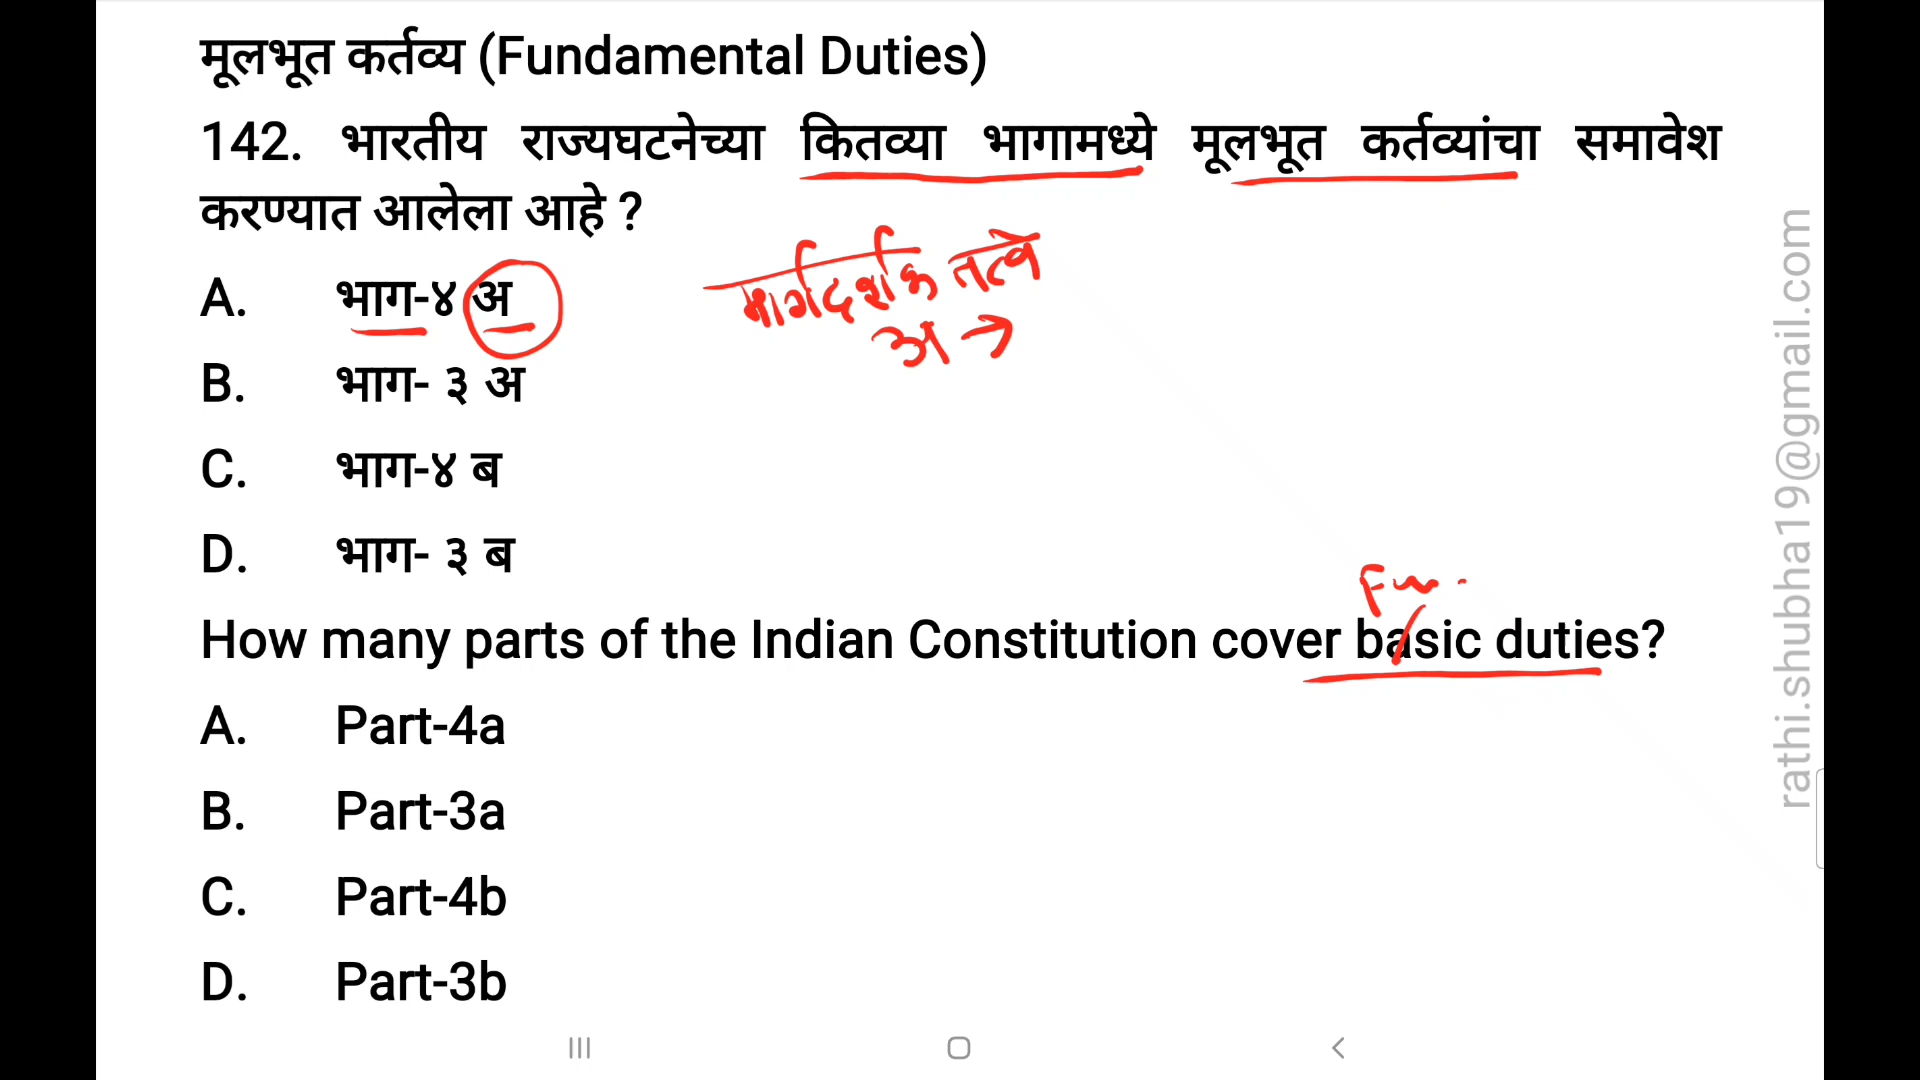 मूलभूत कर्तव्य (Fundamental Duties)
142. भारतीय राज्यघटनेच्या कितव्या भागामध्ये मूलभूत कर्तव्यांचा समावेश
करण्यात आलेला आहे ?
मार्गदर्शक तत्वे
अ →
A. भाग-४ अ
B. भाग- ३ अ
C. भाग-४ ब
D. भाग- ३ ब
How many parts of the Indian Constitution cover basic duties?
A. Part-4a
B. Part-3a
C. Part-4b
D. Part-3b
rathi.shubha19@gmail.com